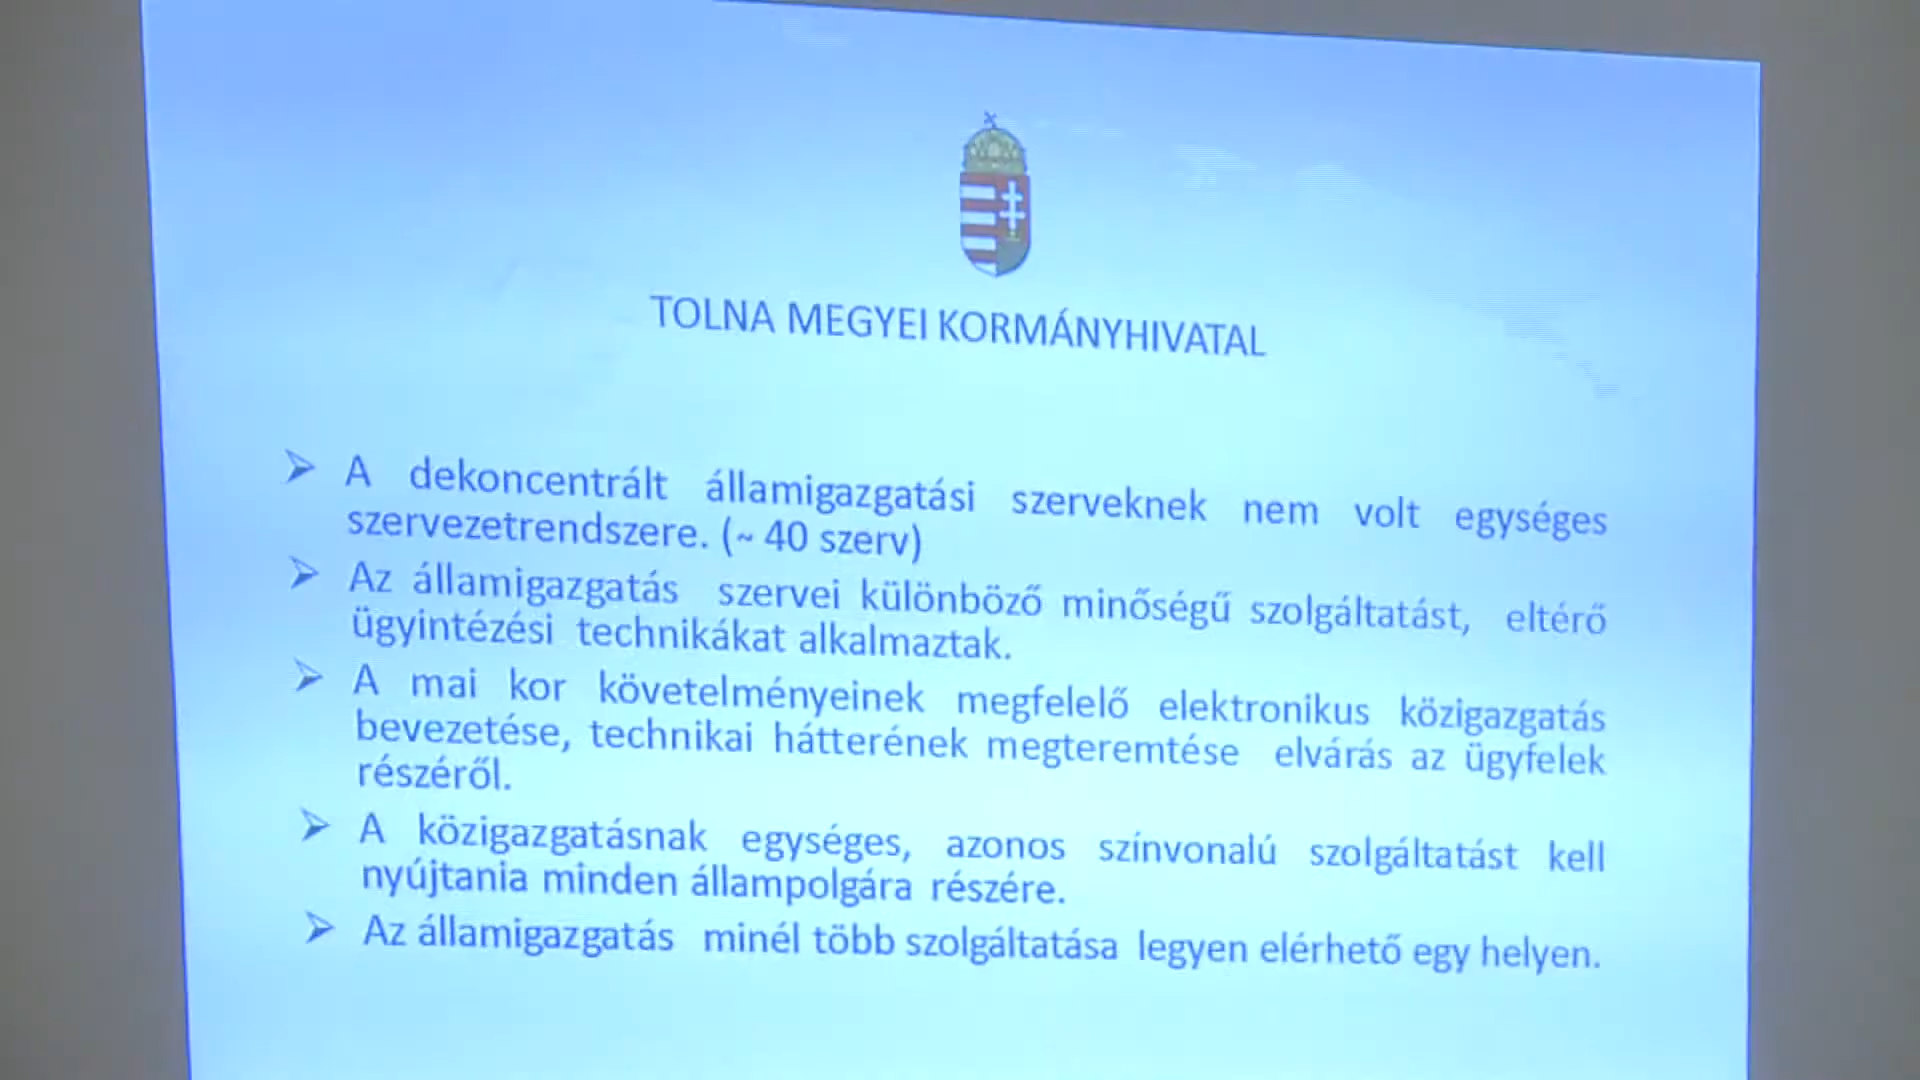 TOLNA MEGYEI KORMÁNYHIVATAL
➢ A dekoncentrált államigazgatási szerveknek nem volt egységes
szervezetrendszere. (~ 40 szerv)
➢ Az államigazgatás szervei különböző minőségű szolgáltatást, eltérő
ügyintézési technikákat alkalmaztak.
➢ A mai kor követelményeinek megfelelő elektronikus közigazgatás
bevezetése, technikai hátterének megteremtése elvárás az ügyfelek
részéről.
➢ A közigazgatásnak egységes, azonos színvonalú szolgáltatást kell
nyújtania minden állampolgára részére.
➢ Az államigazgatás minél több szolgáltatása legyen elérhető egy helyen.